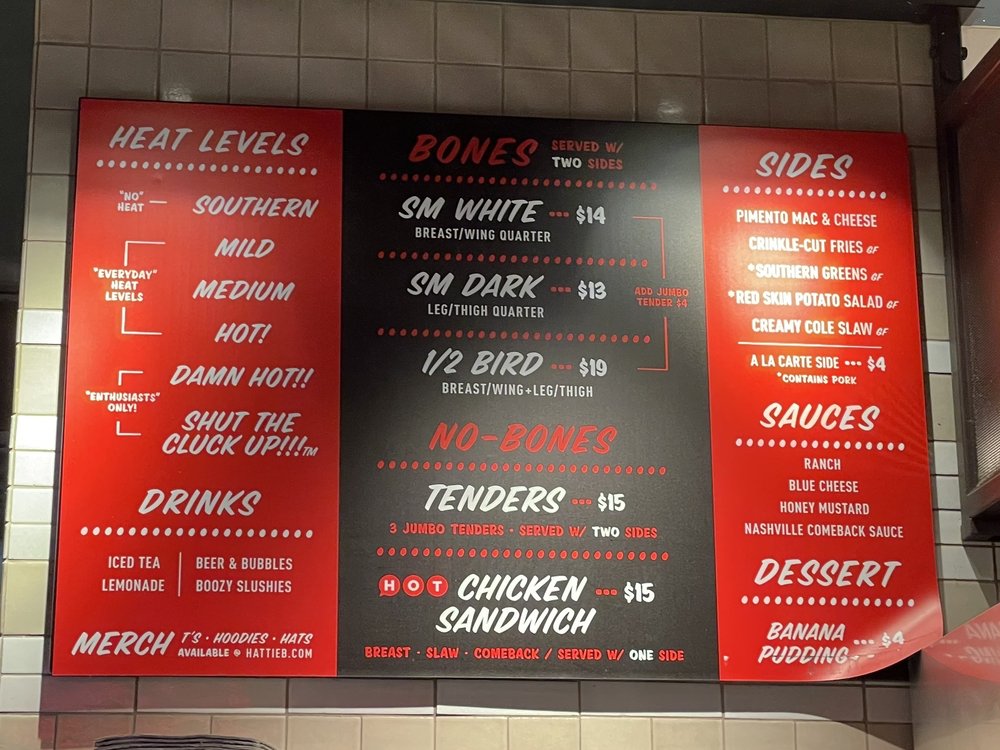 HEAT LEVELS
"NO" HEAT
SOUTHERN
"EVERYDAY" HEAT LEVELS
MILD
MEDIUM
HOT!
"ENTHUSIASTS" ONLY!
DAMN HOT!!
SHUT THE
CLUCK UP!!!TM
DRINKS
ICED TEA
LEMONADE
BEER & BUBBLES
BOOZY SLUSHIES
MERCH T'S · HOODIES · HATS
AVAILABLE @ HATTIEB.COM
BONES SERVED W/ TWO SIDES
SM WHITE --- $14
BREAST/WING QUARTER
SM DARK --- $13
LEG/THIGH QUARTER
ADD JUMBO
TENDER $4
1/2 BIRD --- $19
BREAST/WING+LEG/THIGH
NO-BONES
TENDERS --- $15
3 JUMBO TENDERS · SERVED W/ TWO SIDES
HOT CHICKEN --- $15
SANDWICH
BREAST · SLAW · COMEBACK / SERVED W/ ONE SIDE
SIDES
PIMENTO MAC & CHEESE
CRINKLE-CUT FRIES GF
*SOUTHERN GREENS GF
*RED SKIN POTATO SALAD GF
CREAMY COLE SLAW GF
A LA CARTE SIDE --- $4
*CONTAINS PORK
SAUCES
RANCH
BLUE CHEESE
HONEY MUSTARD
NASHVILLE COMEBACK SAUCE
DESSERT
BANANA
PUDDING --- $4